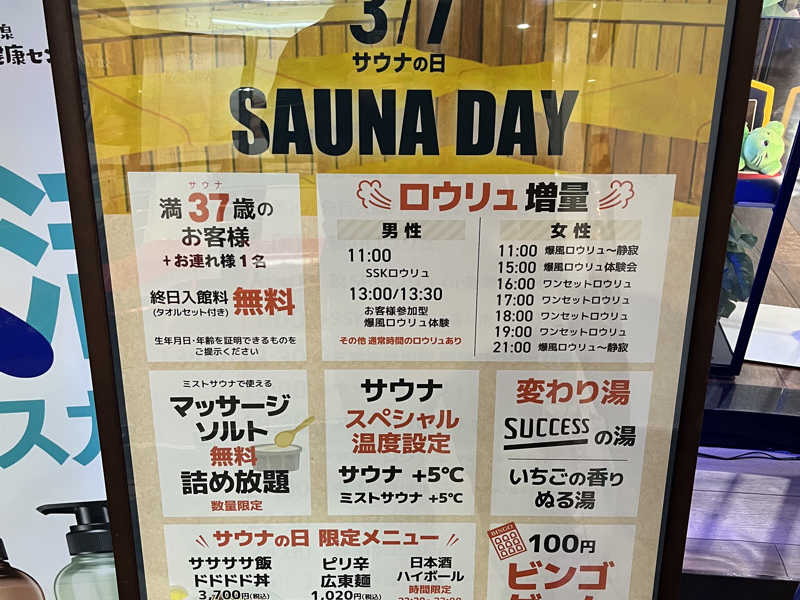 健康セン
3/7
サウナの日
SAUNA DAY
サウナ
満37歳の
お客様
+お連れ様1名
終日入館料
(タオルセット付き)
無料
生年月日・年齢を証明できるものを
ご提示ください
ロウリュ増量
男性
11:00
SSKロウリュ
13:00/13:30
お客様参加型
爆風ロウリュ体験
その他 通常時間のロウリュあり
女性
11:00 爆風ロウリュ〜静寂
15:00 爆風ロウリュ体験会
16:00 ワンセットロウリュ
17:00 ワンセットロウリュ
18:00 ワンセットロウリュ
19:00 ワンセットロウリュ
21:00 爆風ロウリュ〜静寂
ミストサウナで使える
マッサージ
ソルト
無料
詰め放題
数量限定
サウナ
スペシャル
温度設定
サウナ +5℃
ミストサウナ +5℃
変わり湯
SUCCESSの湯
いちごの香り
ぬる湯
サウナの日 限定メニュー
ササササ飯
ドドドド丼
3,700円(税込)
ピリ辛
広東麺
1,020円(税込)
日本酒
ハイボール
時間限定
BINGO
100円
ビンゴ